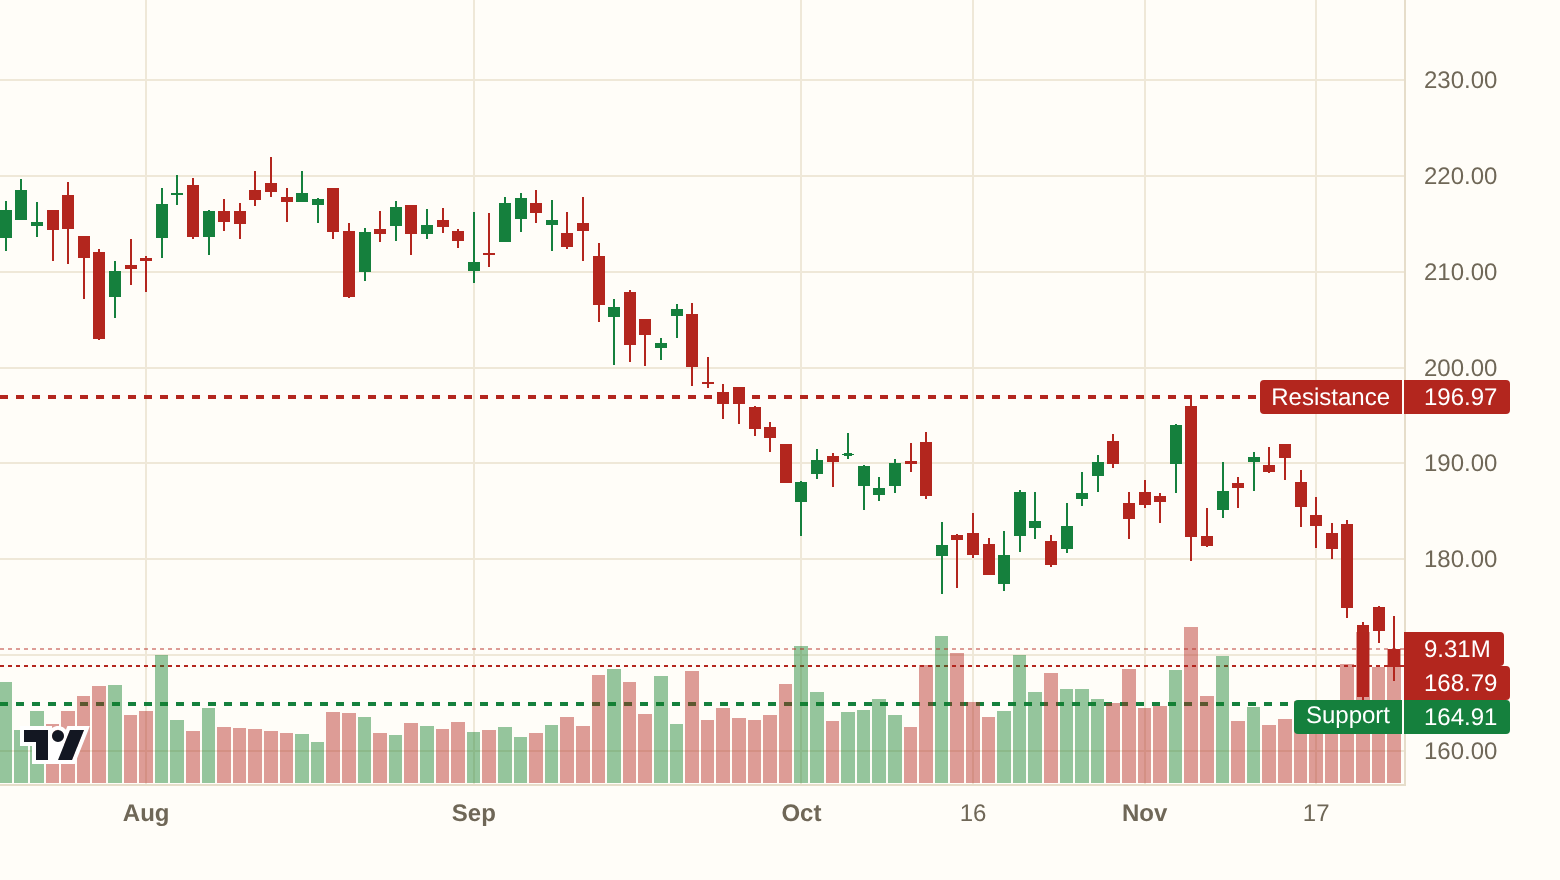 230.00
220.00
210.00
200.00
Resistance 196.97
190.00
180.00
9.31M
168.79
Support 164.91
160.00
Aug Sep Oct 16 Nov 17